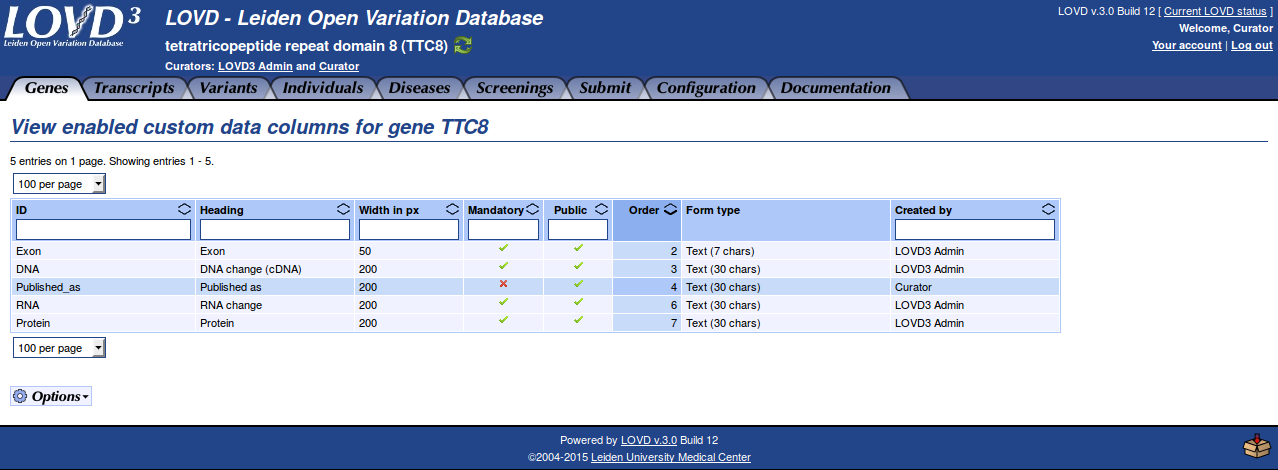 LOVD 3
Leiden Open Variation Database
LOVD - Leiden Open Variation Database
LOVD v.3.0 Build 12 [ Current LOVD status ]
Welcome, Curator
tetratricopeptide repeat domain 8 (TTC8)
Your account | Log out
Curators: LOVD3 Admin and Curator
Genes Transcripts Variants Individuals Diseases Screenings Submit Configuration Documentation
View enabled custom data columns for gene TTC8
5 entries on 1 page. Showing entries 1 - 5.
100 per page
ID Heading Width in px Mandatory Public Order Form type Created by
Exon Exon 50 2 Text (7 chars) LOVD3 Admin
DNA DNA change (cDNA) 200 3 Text (30 chars) LOVD3 Admin
Published_as Published as 200 4 Text (30 chars) Curator
RNA RNA change 200 6 Text (30 chars) LOVD3 Admin
Protein Protein 200 7 Text (30 chars) LOVD3 Admin
100 per page
Options
Powered by LOVD v.3.0 Build 12
©2004-2015 Leiden University Medical Center